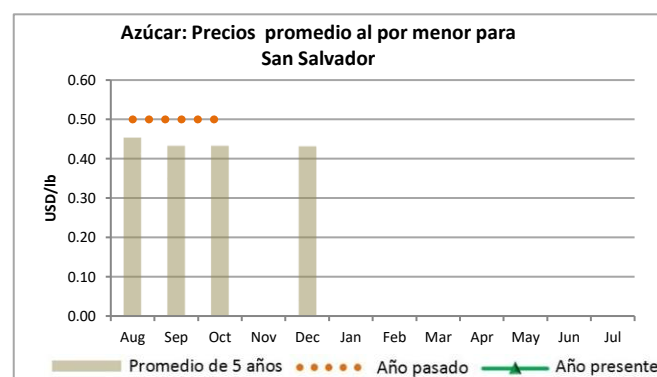 Azúcar: Precios promedio al por menor para
San Salvador
0.60
0.50
0.40
0.30
0.20
0.10
0.00
USD/lb
Aug Sep Oct Nov Dec Jan Feb Mar Apr May Jun Jul
Promedio de 5 años Año pasado Año presente